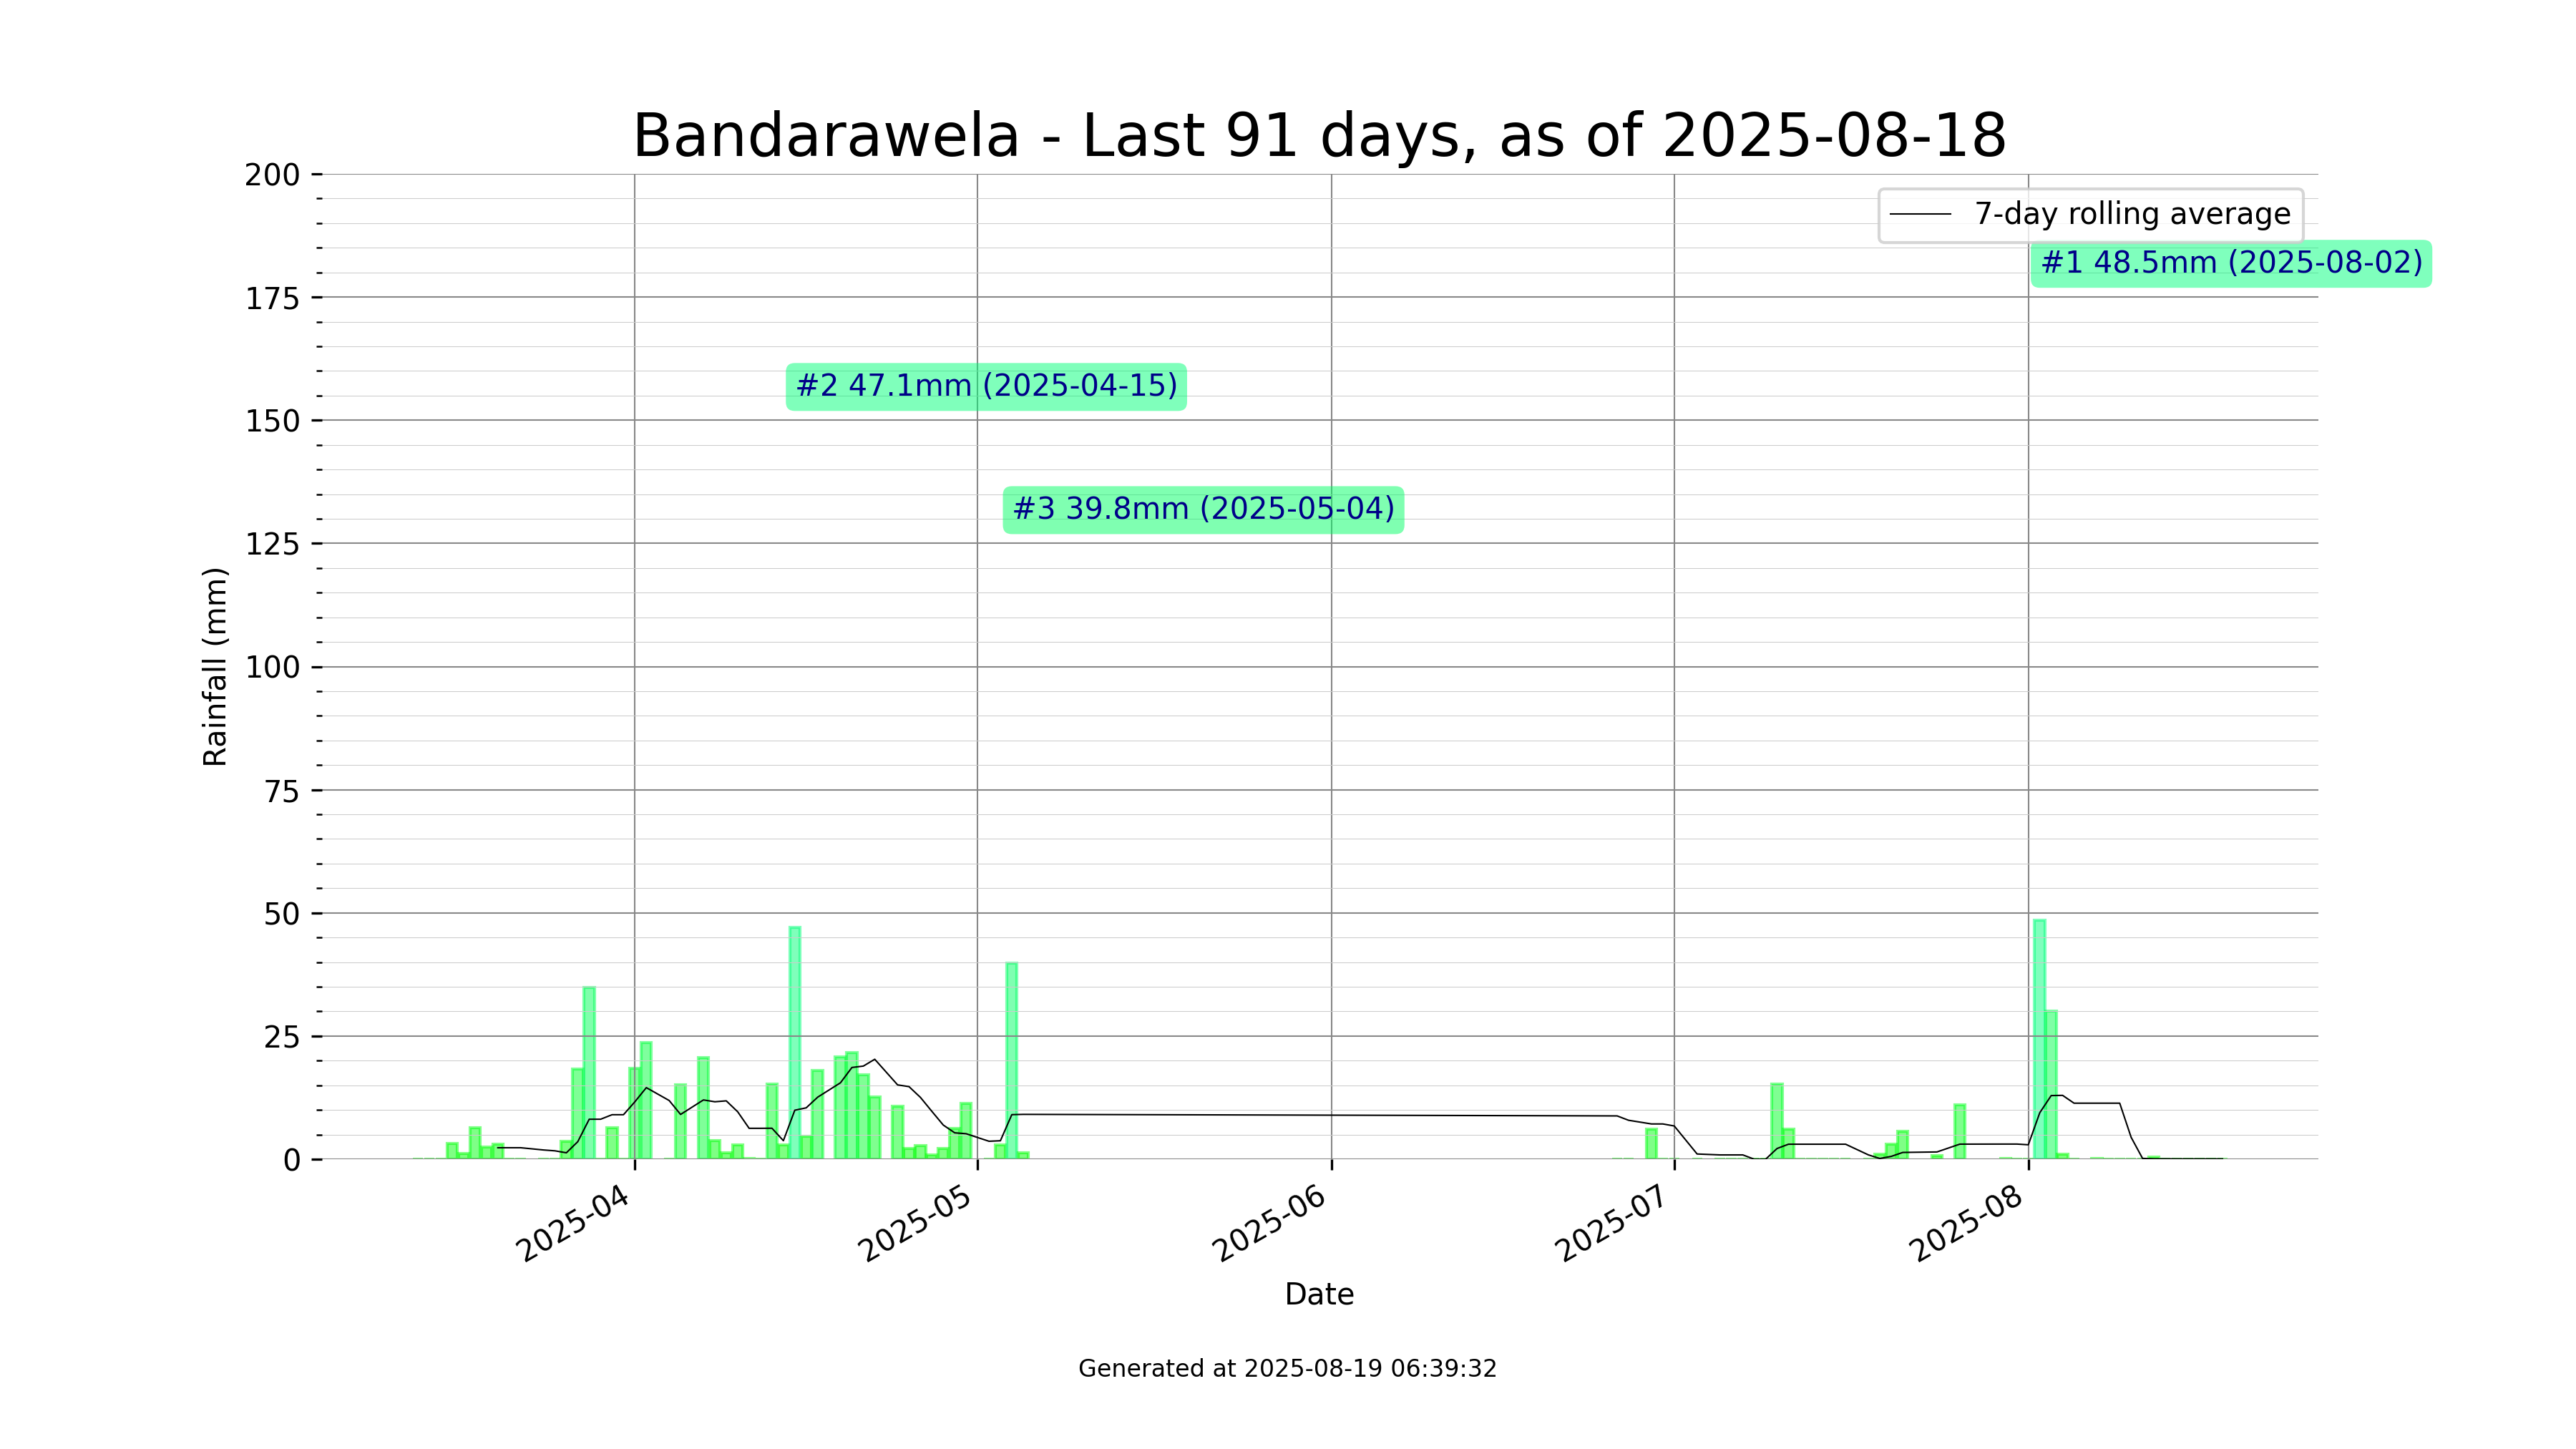 Bandarawela - Last 91 days, as of 2025-08-18
200
175
150
125
100
75
50
25
0
Rainfall (mm)
7-day rolling average
#1 48.5mm (2025-08-02)
#2 47.1mm (2025-04-15)
#3 39.8mm (2025-05-04)
2025-04
2025-05
2025-06
2025-07
2025-08
Date
Generated at 2025-08-19 06:39:32